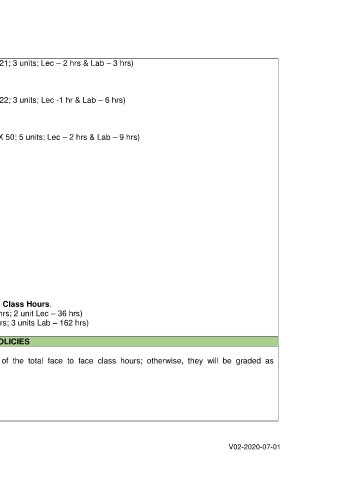 21; 3 units; Lec – 2 hrs & Lab – 3 hrs)
22; 3 units; Lec -1 hr & Lab – 6 hrs)
X 50; 5 units; Lec – 2 hrs & Lab – 9 hrs)
Class Hours.
hrs; 2 unit Lec – 36 hrs)
rs; 3 units Lab – 162 hrs)
OLICIES
of the total face to face class hours; otherwise, they will be graded as
V02-2020-07-01